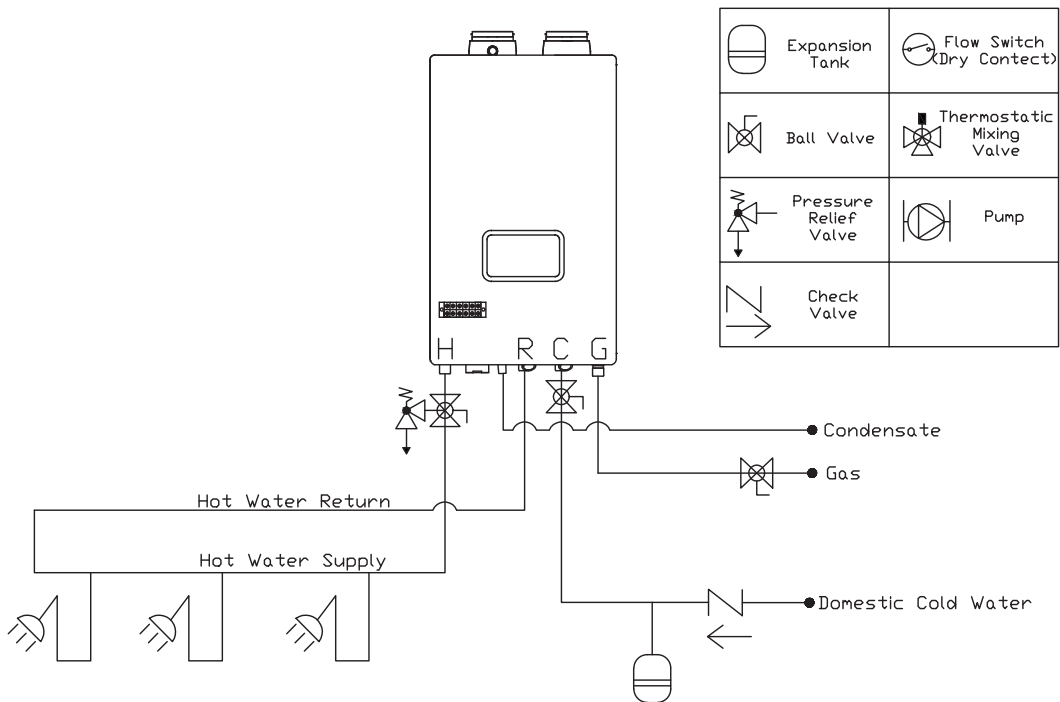 Expansion
Tank
Flow Switch
(Dry Contect)
Ball Valve
Thermostatic
Mixing
Valve
Pressure
Relief
Valve
Pump
Check
Valve
H R C G
Condensate
Gas
Hot Water Return
Hot Water Supply
Domestic Cold Water